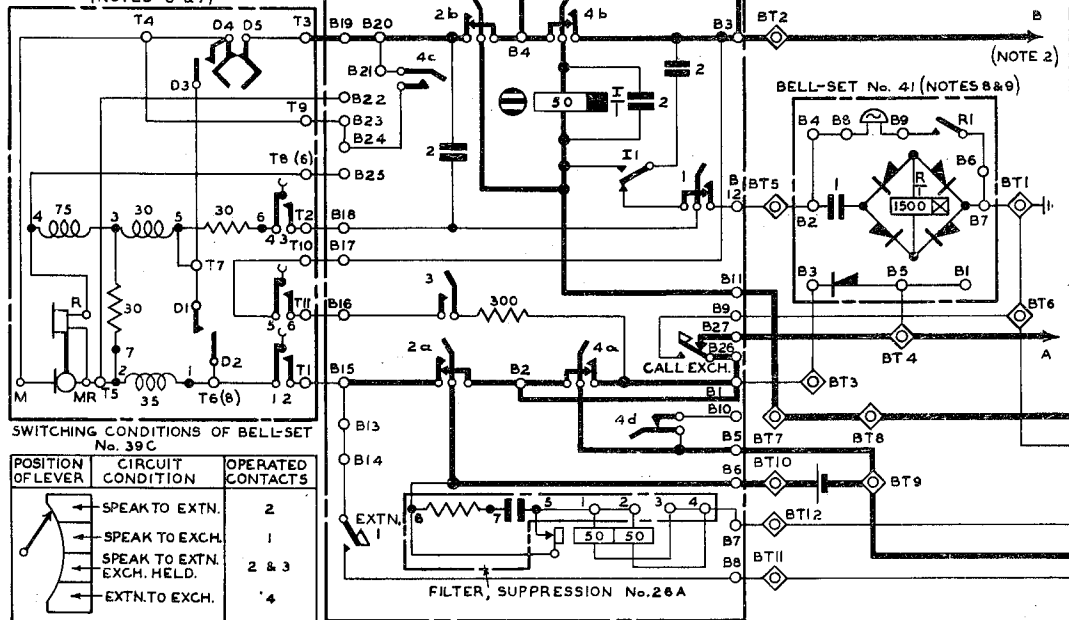 T4 D4 D5 T3 B19 B20 2b B4 4b B3 BT2 B
(NOTE 2)
D3 B21 4c 2
BELL-SET No. 41 (NOTES 8&9)
B22 50 I 2
T9 B23
B24
B4 B8 B9 R1
T8 (6) 2 I1 B6
B25 1 B12 BT5 R 1 BT1
1 1500
4 75 3 30 5 30 6 4 3 T2 B18 B2 B7
T10 B17
T7 B3 B5 B1
B11
D1 30 5 6 T11 B16 3 300 B9 BT6
R B27
7 2a 4a B26 BT4 A
D2 CALL EXCH.
M MR T5 2 35 1 T6(8) 1 2 T1 B15 B2 B1 BT3
4d B10
B13 B5 BT7 BT8
SWITCHING CONDITIONS OF BELL-SET
No. 39C
B14 B6 BT10 BT9
POSITION OF LEVER CIRCUIT CONDITION OPERATED CONTACTS
SPEAK TO EXTN. 2
SPEAK TO EXCH. 1
SPEAK TO EXTN. EXCH. HELD. 2 & 3
EXTN. TO EXCH. 4
EXTN. 1
6 7 5 1 2 3 4
50 50
B7 BT12
B8 BT11
FILTER, SUPPRESSION No. 26A